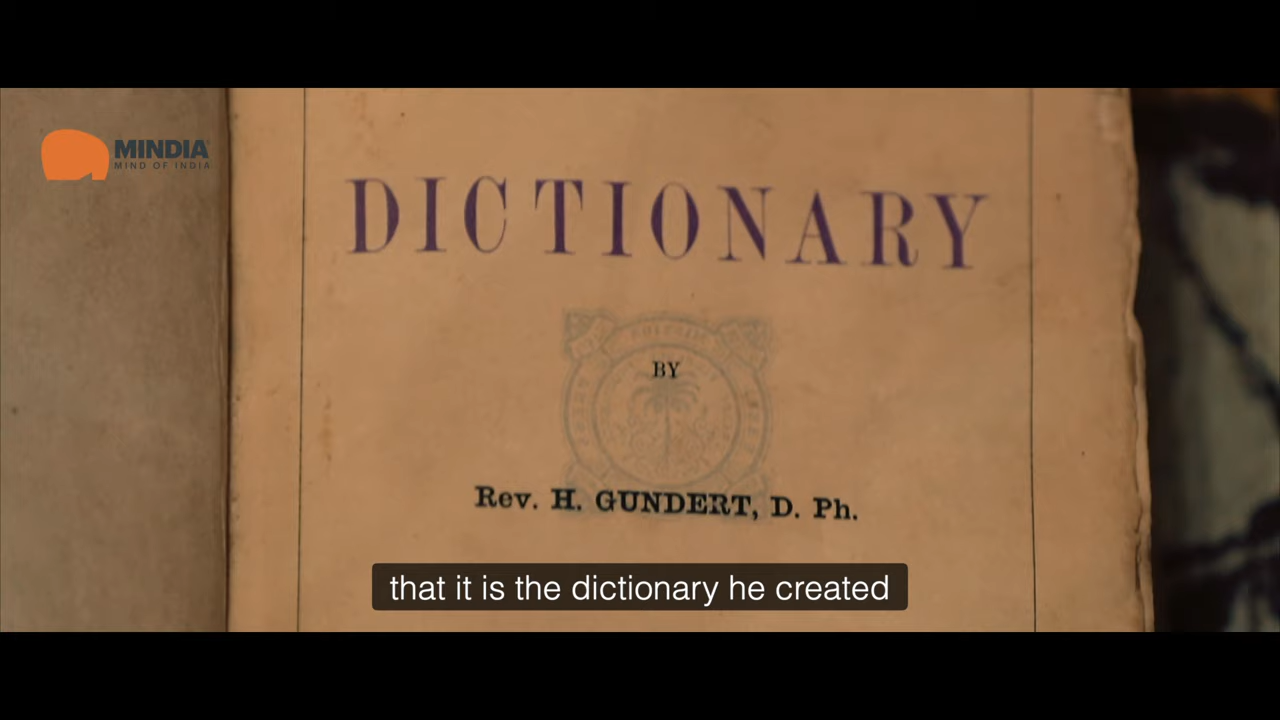 MINDIA
MIND OF INDIA
DICTIONARY
BY
Rev. H. GUNDERT, D. Ph.
that it is the dictionary he created